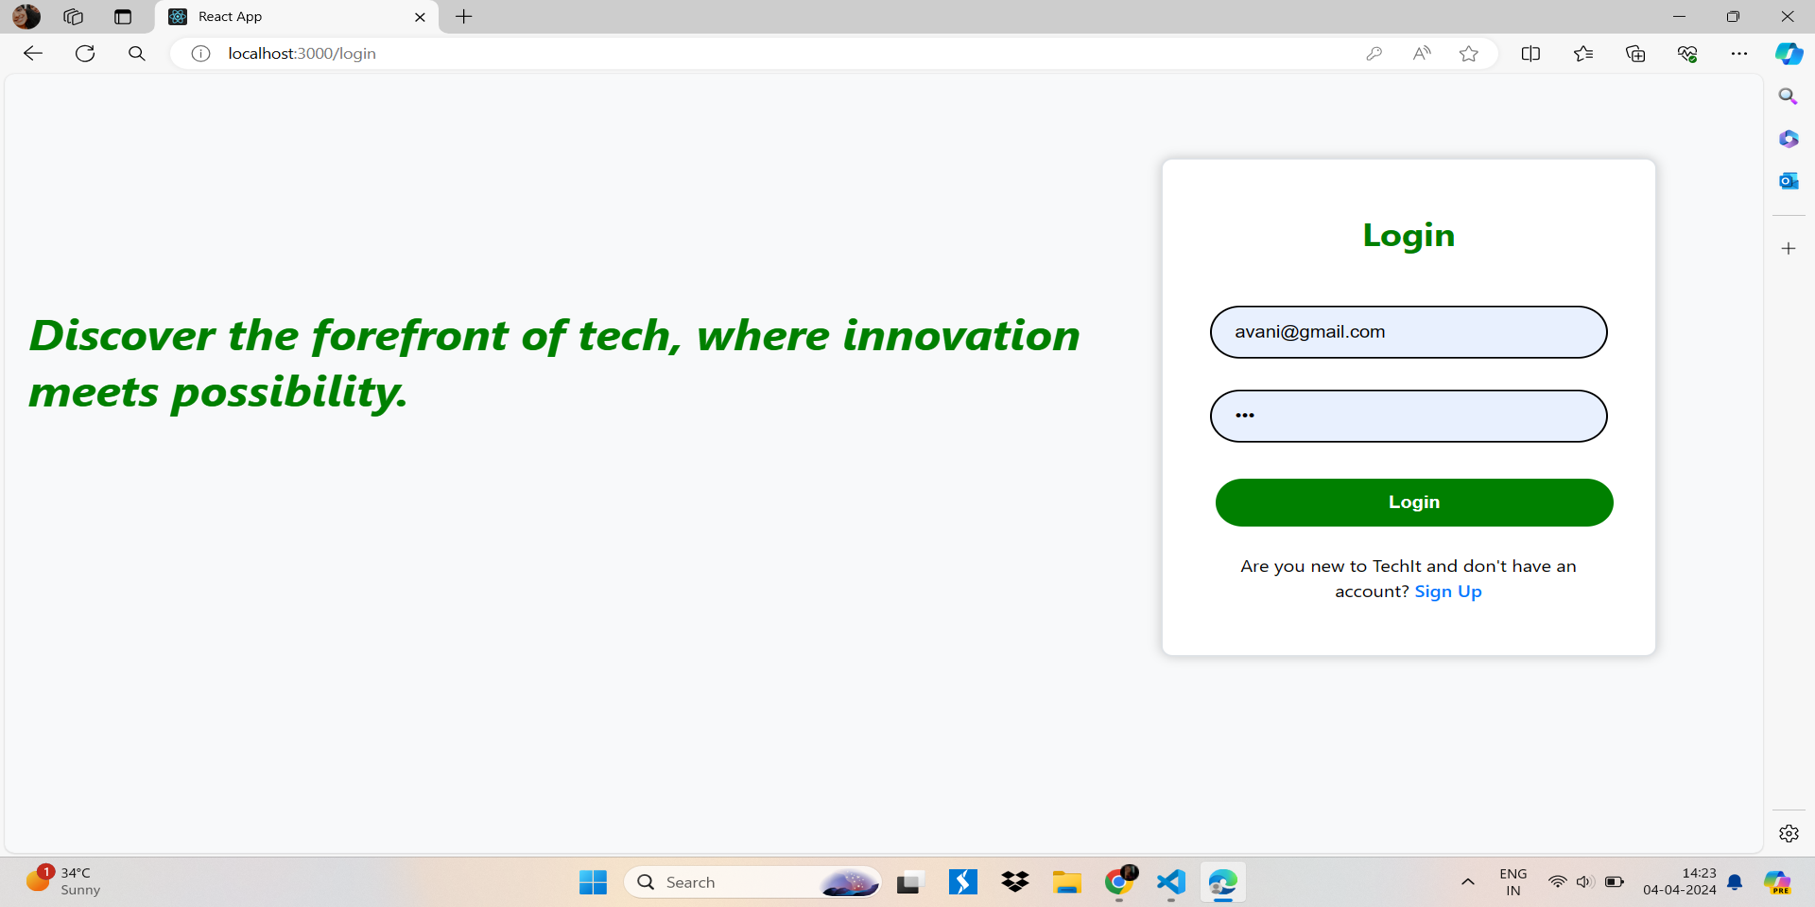 React App
localhost:3000/login
Login
Discover the forefront of tech, where innovation
meets possibility.
avani@gmail.com
•••
Login
Are you new to TechIt and don't have an
account? Sign Up
1
34°C
Sunny
Search
ENG
IN
14:23
04-04-2024
PRE